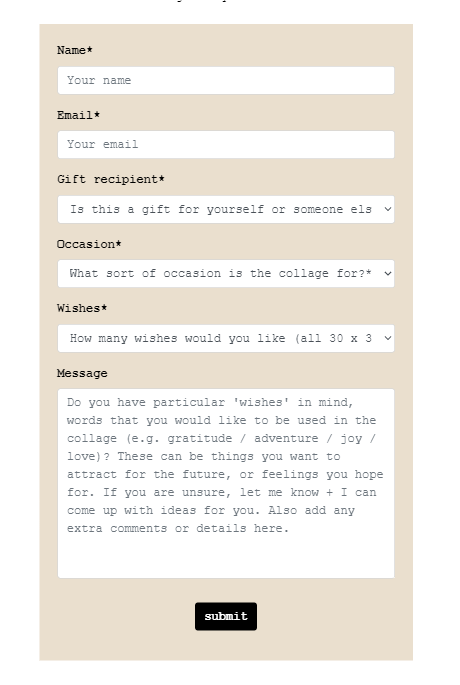 Name*
Your name
Email*
Your email
Gift recipient*
Is this a gift for yourself or someone els
Occasion*
What sort of occasion is the collage for?*
Wishes*
How many wishes would you like (all 30 x 3
Message
Do you have particular 'wishes' in mind,
words that you would like to be used in the
collage (e.g. gratitude / adventure / joy /
love)? These can be things you want to
attract for the future, or feelings you hope
for. If you are unsure, let me know + I can
come up with ideas for you. Also add any
extra comments or details here.
submit